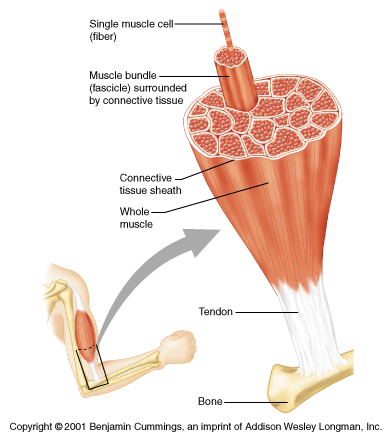 Single muscle cell
(fiber)
Muscle bundle
(fascicle) surrounded
by connective tissue
Connective
tissue sheath
Whole
muscle
Tendon
Bone
Copyright © 2001 Benjamin Cummings, an imprint of Addison Wesley Longman, Inc.